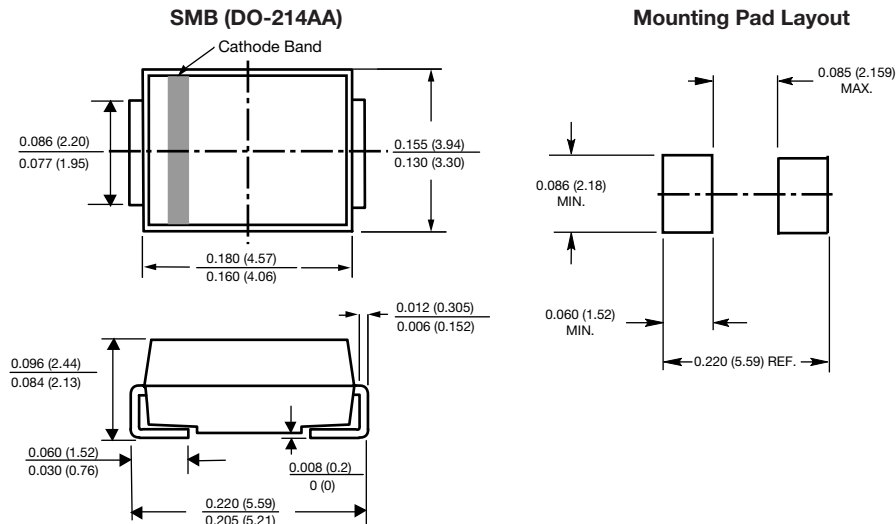 SMB (DO-214AA)
Cathode Band
0.086 (2.20)
0.077 (1.95)
0.155 (3.94)
0.130 (3.30)
0.180 (4.57)
0.160 (4.06)
0.012 (0.305)
0.006 (0.152)
0.096 (2.44)
0.084 (2.13)
0.060 (1.52)
0.030 (0.76)
0.008 (0.2)
0 (0)
0.220 (5.59)
0.205 (5.21)
Mounting Pad Layout
0.085 (2.159)
MAX.
0.086 (2.18)
MIN.
0.060 (1.52)
MIN.
0.220 (5.59) REF.